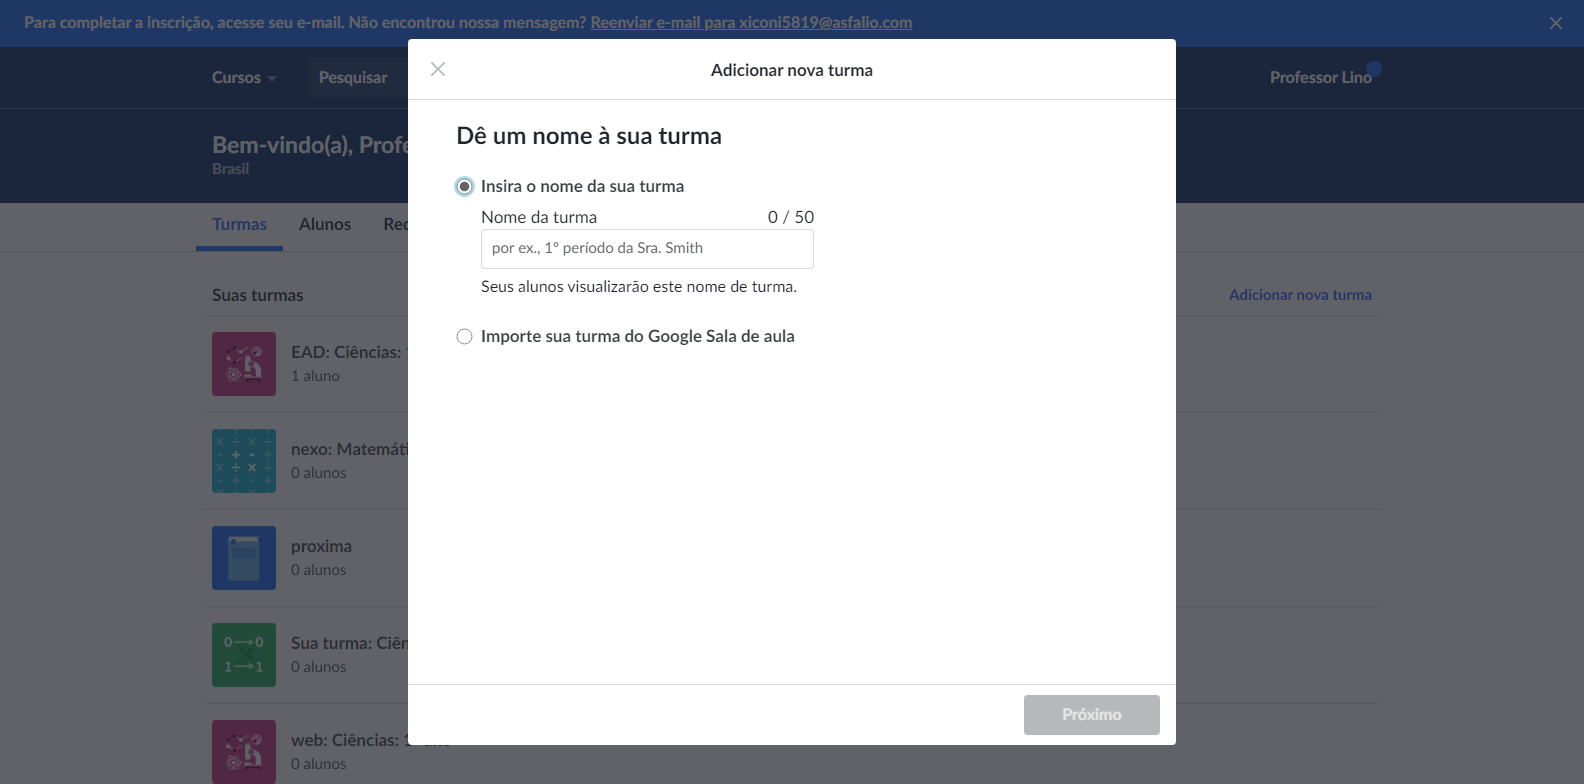 Para completar a inscrição, acesse seu e-mail. Não encontrou nossa mensagem? Reenviar e-mail para xiconi5819@asfalio.com
Cursos
Pesquisar
Professor Lino
Bem-vindo(a),
Brasil
Turmas
Alunos
Suas turmas
Adicionar nova turma
EAD: Ciências:
1 aluno
nexo:
0 alunos
proxima
0 alunos
0 0
1 1
Sua turma:
0 alunos
web: Ciências:
0 alunos
Adicionar nova turma
Dê um nome à sua turma
Insira o nome da sua turma
Nome da turma
0 / 50
por ex., 1º período da Sra. Smith
Seus alunos visualizarão este nome de turma.
Importe sua turma do Google Sala de aula
Próximo